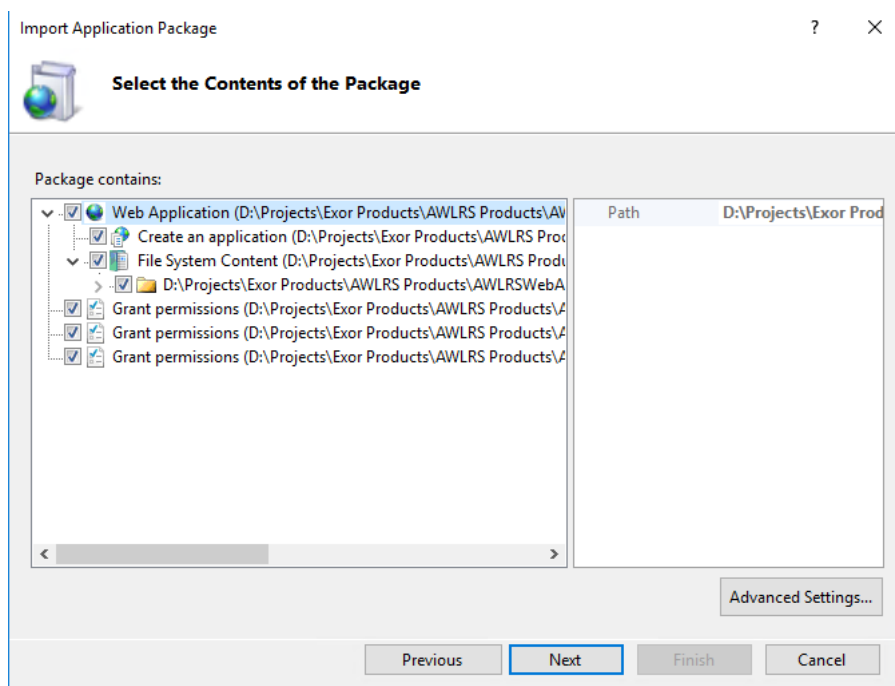 Import Application Package
Select the Contents of the Package
Package contains:
Web Application (D:\Projects\Exor Products\AWLRS Products\AW
Create an application (D:\Projects\Exor Products\AWLRS Proc
File System Content (D:\Projects\Exor Products\AWLRS Produ
D:\Projects\Exor Products\AWLRS Products\AWLRSWebA
Grant permissions (D:\Projects\Exor Products\AWLRS Products\A
Grant permissions (D:\Projects\Exor Products\AWLRS Products\A
Grant permissions (D:\Projects\Exor Products\AWLRS Products\A
Path D:\Projects\Exor Prod
Advanced Settings...
Previous Next Finish Cancel